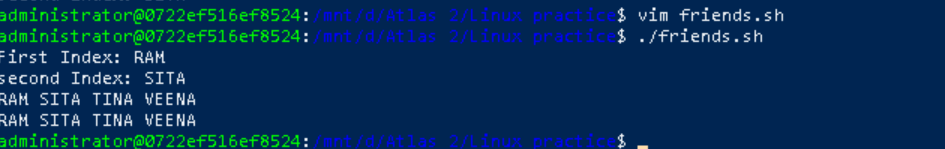 administrator@0722ef516ef8524:/mnt/d/Atlas 2/Linux practice$ vim friends.sh
administrator@0722ef516ef8524:/mnt/d/Atlas 2/Linux practice$ ./friends.sh
First Index: RAM
second Index: SITA
RAM SITA TINA VEENA
RAM SITA TINA VEENA
administrator@0722ef516ef8524:/mnt/d/Atlas 2/Linux practice$